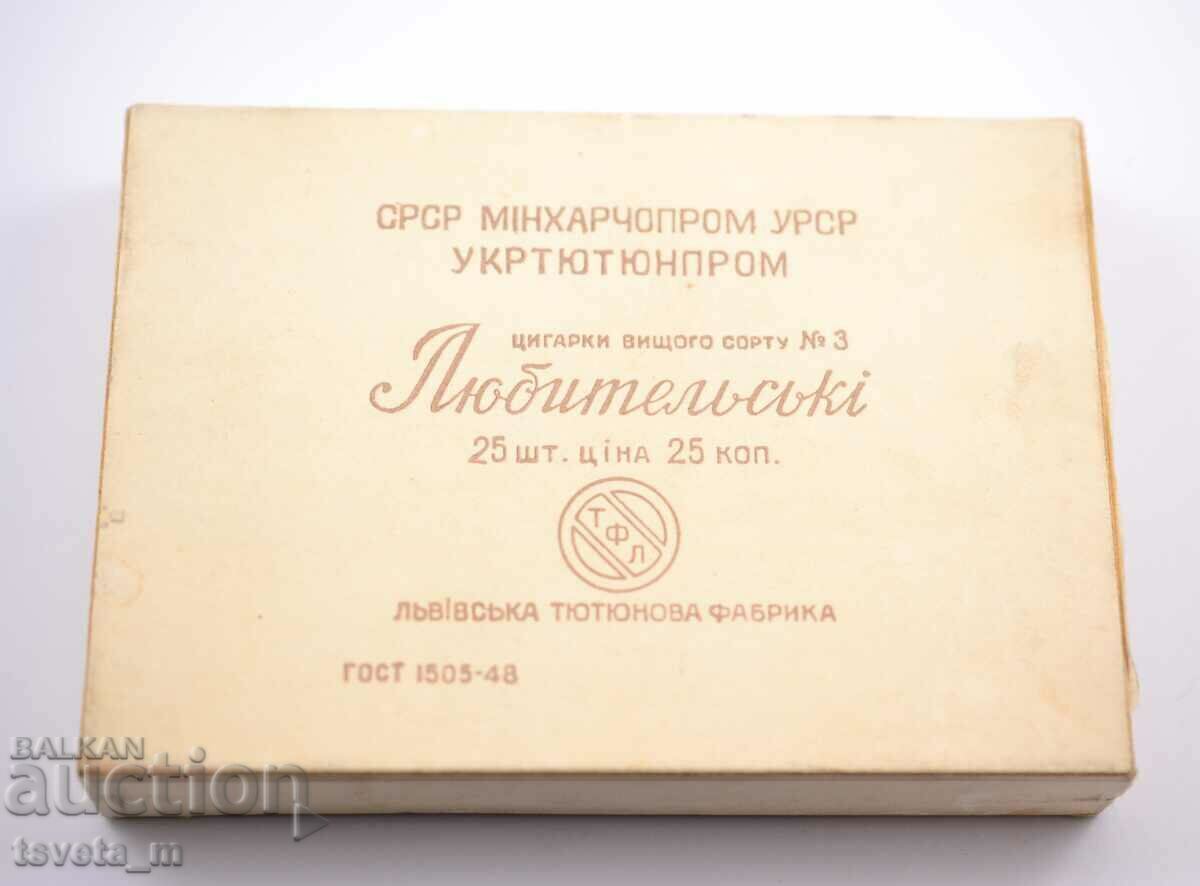 СРСР МІНХАРЧОПРОМ УРСР
УКРТЮТЮНПРОМ
ЦИГАРКИ ВИЩОГО СОРТУ № 3
Любительські
25 ШТ. ЦІНА 25 КОП.
Т
Ф
Л
ЛЬВІВСЬКА ТЮТЮНОВА ФАБРИКА
ГОСТ 1505-48
BALKAN
auction
tsveta_m